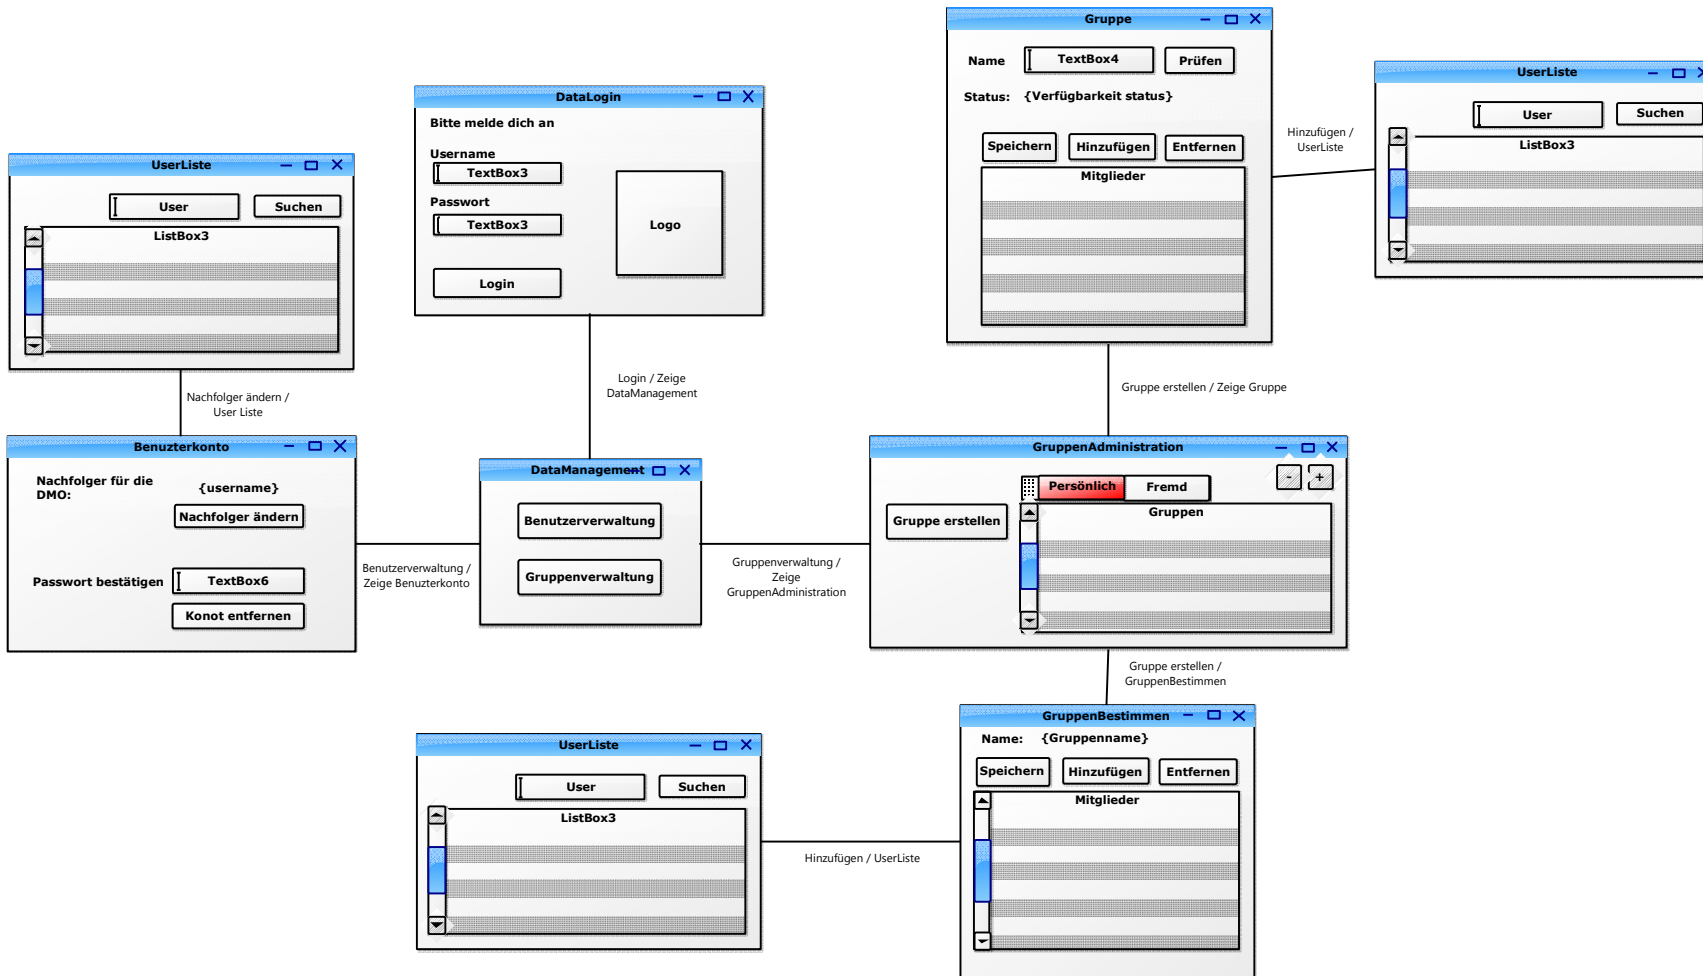 Gruppe
Name
TextBox4
Prüfen
Status:
{Verfügbarkeit status}
Speichern
Hinzufügen
Entfernen
Mitglieder
Hinzufügen /
UserListe
UserListe
User
Suchen
ListBox3
DataLogin
Bitte melde dich an
Username
TextBox3
Passwort
TextBox3
Login
Logo
UserListe
User
Suchen
ListBox3
Nachfolger ändern /
User Liste
Login / Zeige
DataManagement
Gruppe erstellen / Zeige Gruppe
Benuzterkonto
Nachfolger für die
DMO:
{username}
Nachfolger ändern
Passwort bestätigen
TextBox6
Konot entfernen
Benutzerverwaltung /
Zeige Benuzterkonto
DataManagement
Benutzerverwaltung
Gruppenverwaltung
Gruppenverwaltung /
Zeige
GruppenAdministration
GruppenAdministration
- +
Persönlich
Fremd
Gruppe erstellen
Gruppen
Gruppe erstellen /
GruppenBestimmen
GruppenBestimmen
Name:
{Gruppenname}
Speichern
Hinzufügen
Entfernen
Mitglieder
Hinzufügen / UserListe
UserListe
User
Suchen
ListBox3